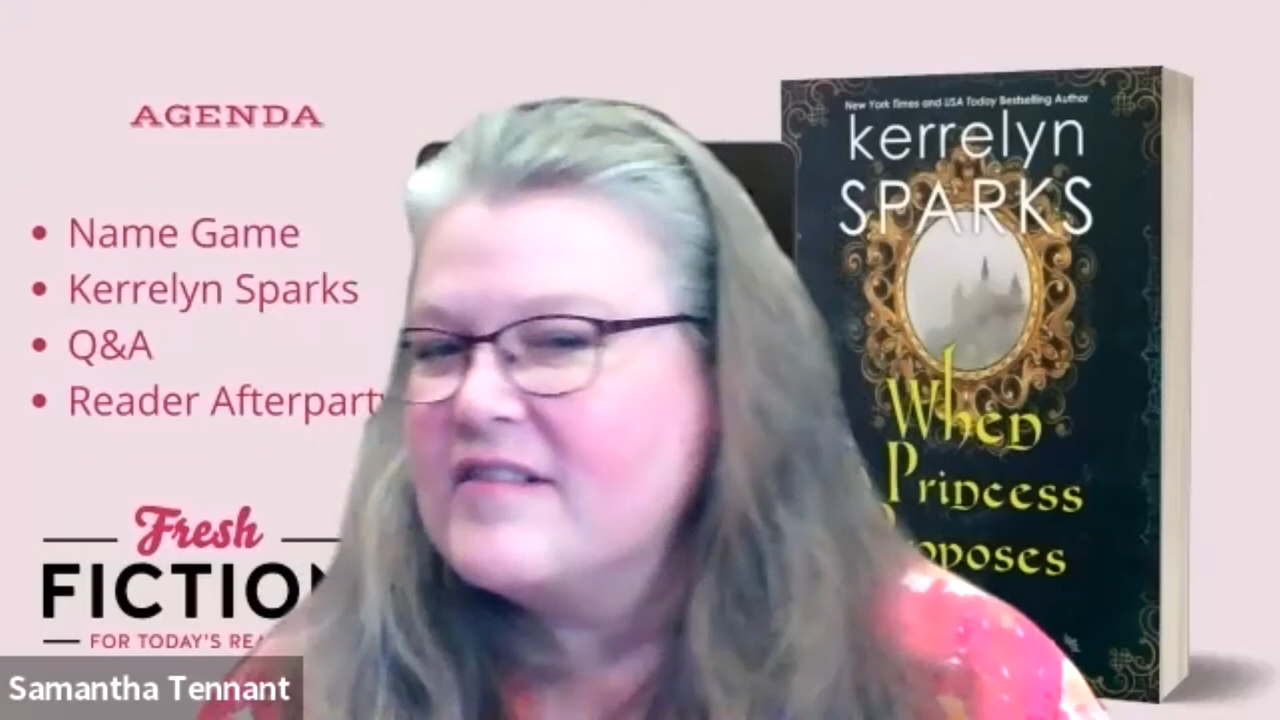 AGENDA
• Name Game
• Kerrelyn Sparks
• Q&A
• Reader Afterpart
Fresh
FICTION
FOR TODAY'S REA
Samantha Tennant
New York Times and USA Today Bestselling Author
kerrelyn
SPARKS
When
Princess
oposes